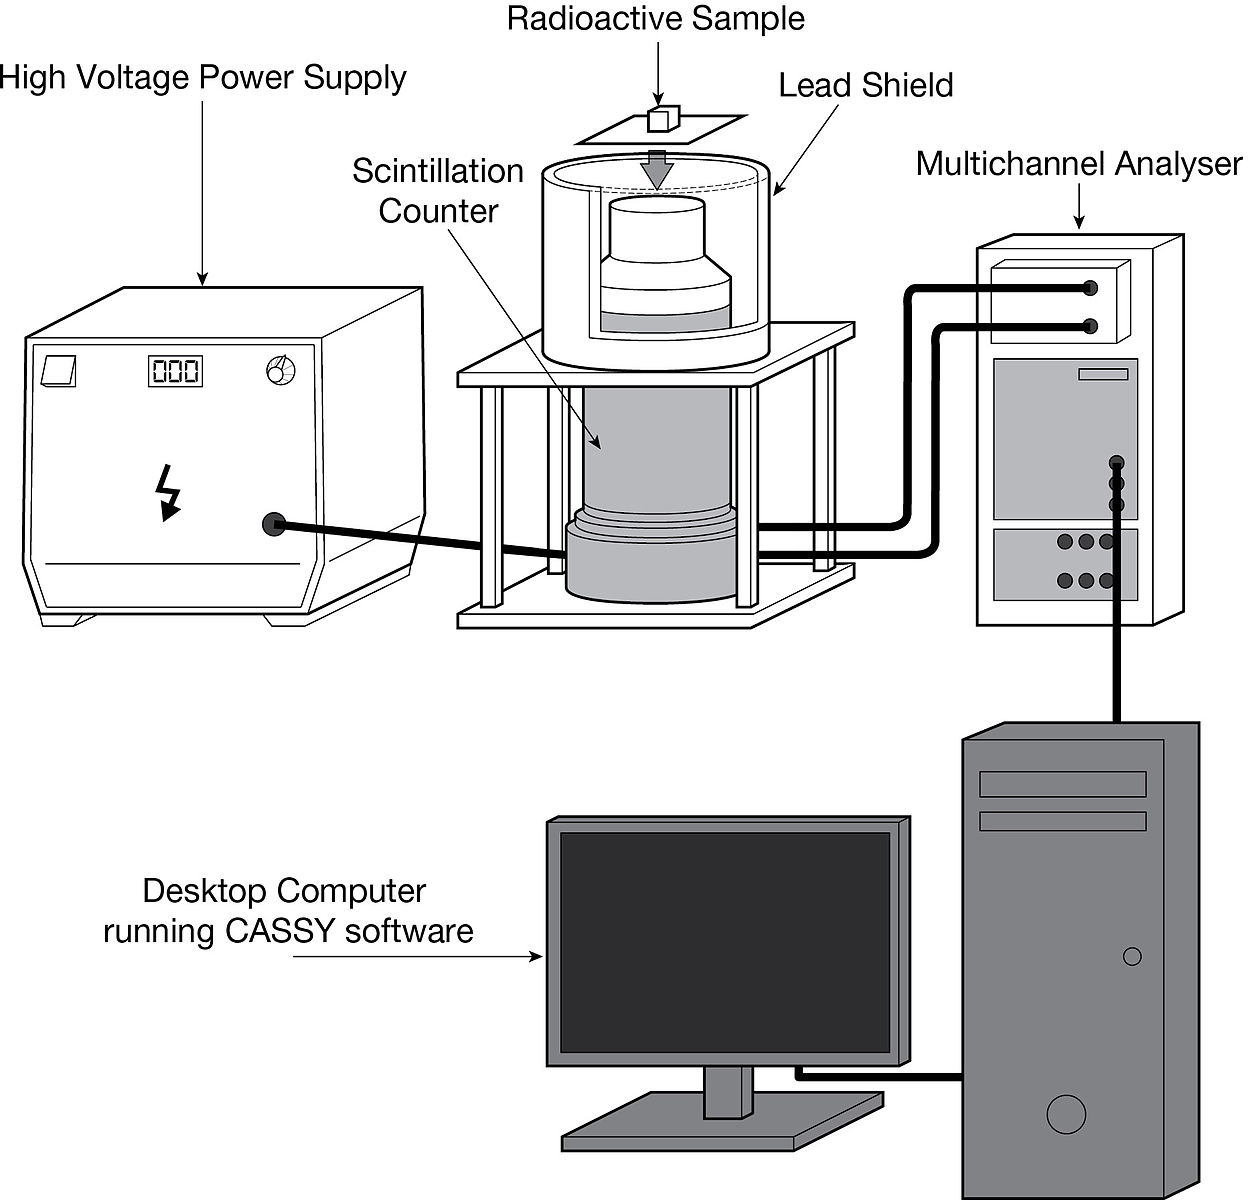 Radioactive Sample
High Voltage Power Supply
Lead Shield
Scintillation
Counter
Multichannel Analyser
000
Desktop Computer
running CASSY software